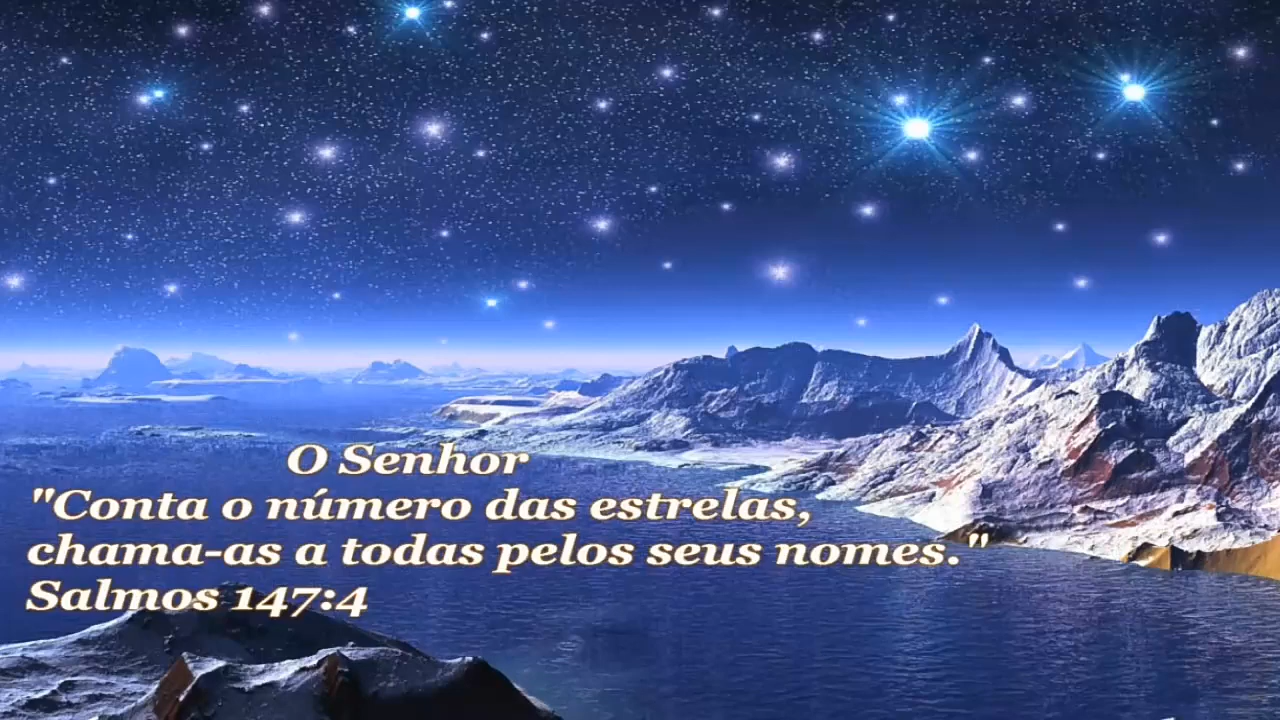 O Senhor
"Conta o número das estrelas,
chama-as a todas pelos seus nomes."
Salmos 147:4